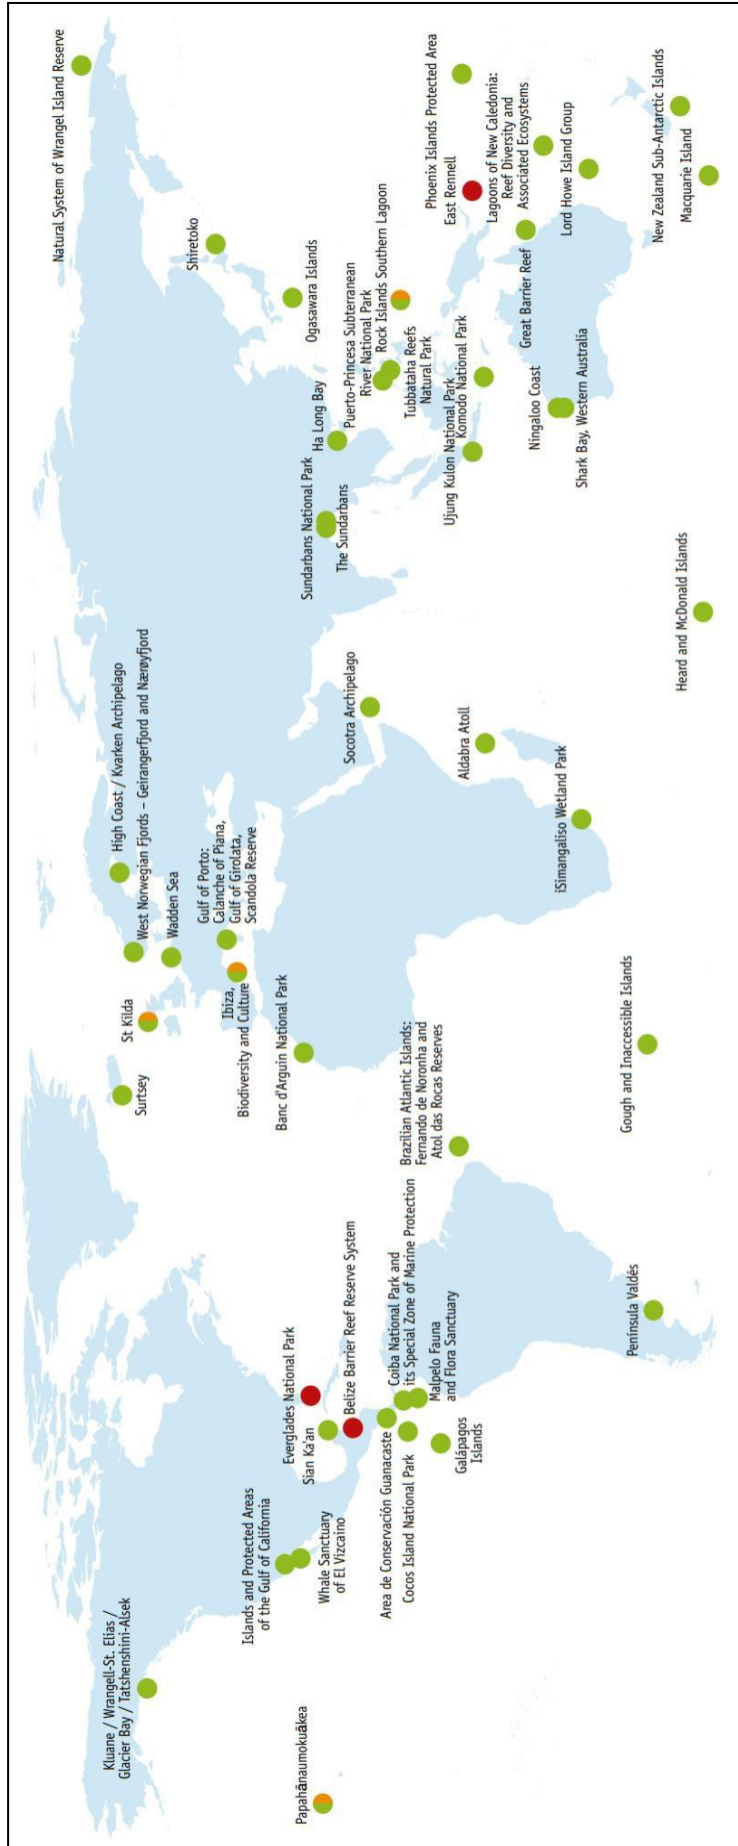 Kluane / Wrangell-St. Elias /
Glacier Bay / Tatshenshini-Alsek
Papahānaumokuākea
Islands and Protected Areas
of the Gulf of California
Whale Sanctuary
of El Vizcaino
Everglades National Park
Sian Ka'an
Belize Barrier Reef Reserve System
Area de Conservación Guanacaste
Cocos Island National Park
Coiba National Park and
its Special Zone of Marine Protection
Malpelo Fauna
and Flora Sanctuary
Galápagos
Islands
Península Valdés
Brazilian Atlantic Islands:
Fernando de Noronha and
Atol das Rocas Reserves
Gough and Inaccessible Islands
Surtsey
St Kilda
High Coast / Kvarken Archipelago
West Norwegian Fjords – Geirangerfjord and Nærøyfjord
Wadden Sea
Gulf of Porto:
Calanche of Piana,
Gulf of Girolata,
Scandola Reserve
Ibiza,
Biodiversity and Culture
Banc d'Arguin National Park
Socotra Archipelago
Aldabra Atoll
iSimangaliso Wetland Park
Heard and McDonald Islands
Natural System of Wrangel Island Reserve
Shiretoko
Ogasawara Islands
Ha Long Bay
Sundarbans National Park
The Sundarbans
Puerto-Princesa Subterranean
River National Park
Rock Islands Southern Lagoon
Tubbataha Reefs
Natural Park
Ujung Kulon National Park
Komodo National Park
Phoenix Islands Protected Area
East Rennell
Lagoons of New Caledonia:
Reef Diversity and
Associated Ecosystems
Great Barrier Reef
Lord Howe Island Group
Ningaloo Coast
Shark Bay, Western Australia
New Zealand Sub-Antarctic Islands
Macquarie Island